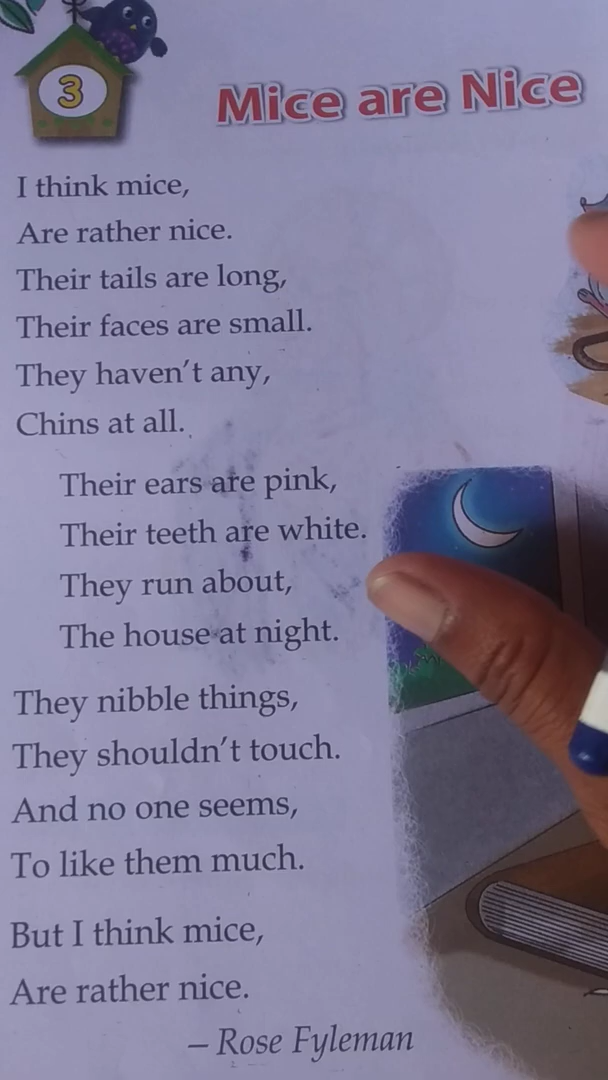 3
Mice are Nice
I think mice,
Are rather nice.
Their tails are long,
Their faces are small.
They haven't any,
Chins at all.
Their ears are pink,
Their teeth are white.
They run about,
The house at night.
They nibble things,
They shouldn't touch.
And no one seems,
To like them much.
But I think mice,
Are rather nice.
– Rose Fyleman